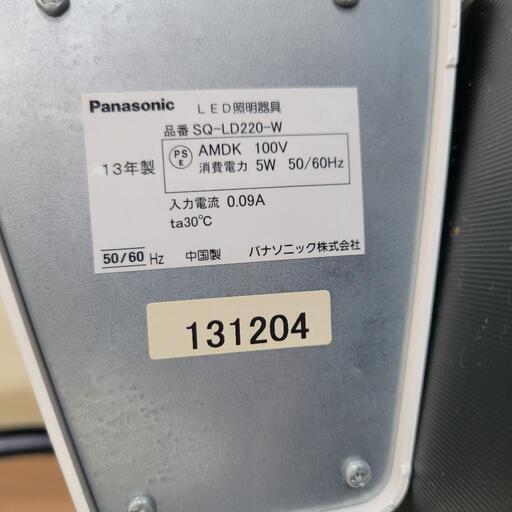 Panasonic LED照明器具
品番 SQ-LD220-W
13年製
PS E AMDK 100V
消費電力 5W 50/60Hz
入力電流 0.09A
ta30℃
50/60 Hz 中国製 パナソニック株式会社
131204